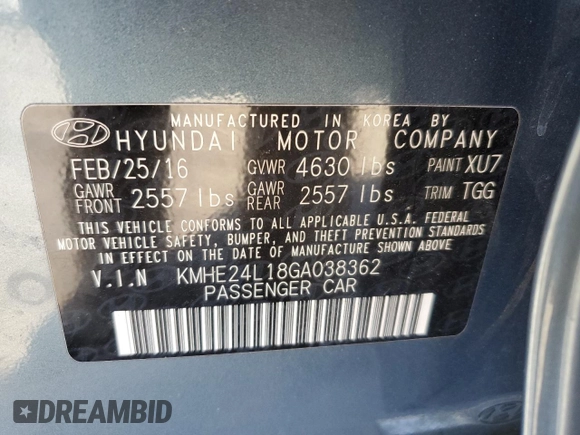 MANUFACTURED IN KOREA BY
HYUNDAI MOTOR COMPANY
FEB/25/16 GVWR 4630 lbs PAINT XU7
GAWR FRONT 2557 lbs GAWR REAR 2557 lbs TRIM TGG
THIS VEHICLE CONFORMS TO ALL APPLICABLE U.S.A. FEDERAL
MOTOR VEHICLE SAFETY, BUMPER, AND THEFT PREVENTION STANDARDS
IN EFFECT ON THE DATE OF MANUFACTURE SHOWN ABOVE.
V.I.N KMHE24L18GA038362
PASSENGER CAR
DREAMBID